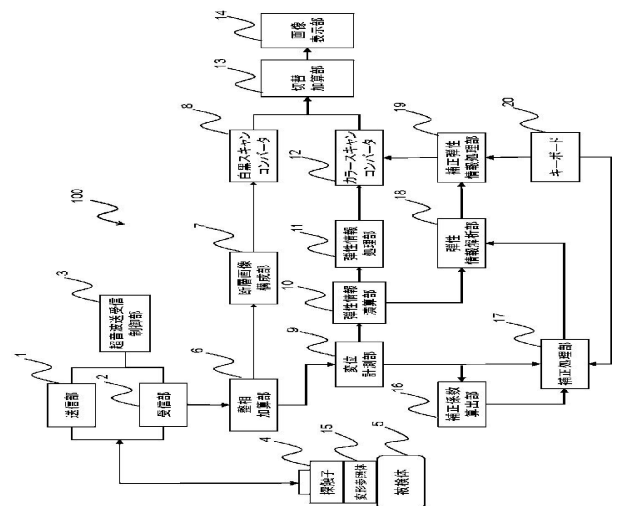 100
1
送信部
2
受信部
3
超音波送受信
制御部
4
探触子
15
変形参照体
5
被検体
6
整相
加算部
7
断層画像
構成部
8
白黒スキャン
コンバータ
9
変位
計測部
10
弾性情報
演算部
11
弾性情報
処理部
12
カラースキャン
コンバータ
13
切替
加算部
14
画像
表示部
16
補正係数
算出部
17
補正処理部
18
弾性
情報解析部
19
補正弾性
情報処理部
20
キーボード